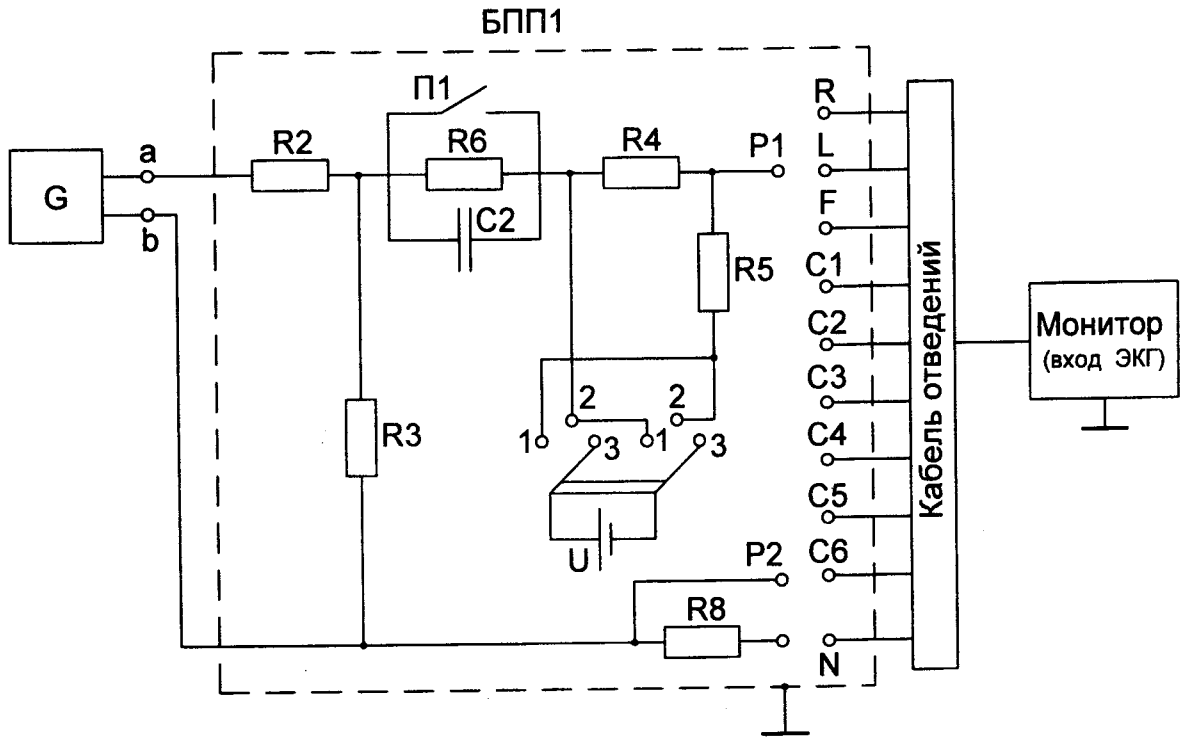 БПП1
П1
R
a
R2
R6
R4
P1
L
G
C2
F
b
R5
C1
C2
Монитор
(вход ЭКГ)
C3
2
2
R3
1
3
1
3
C4
Кабель отведений
C5
U
P2
C6
R8
N